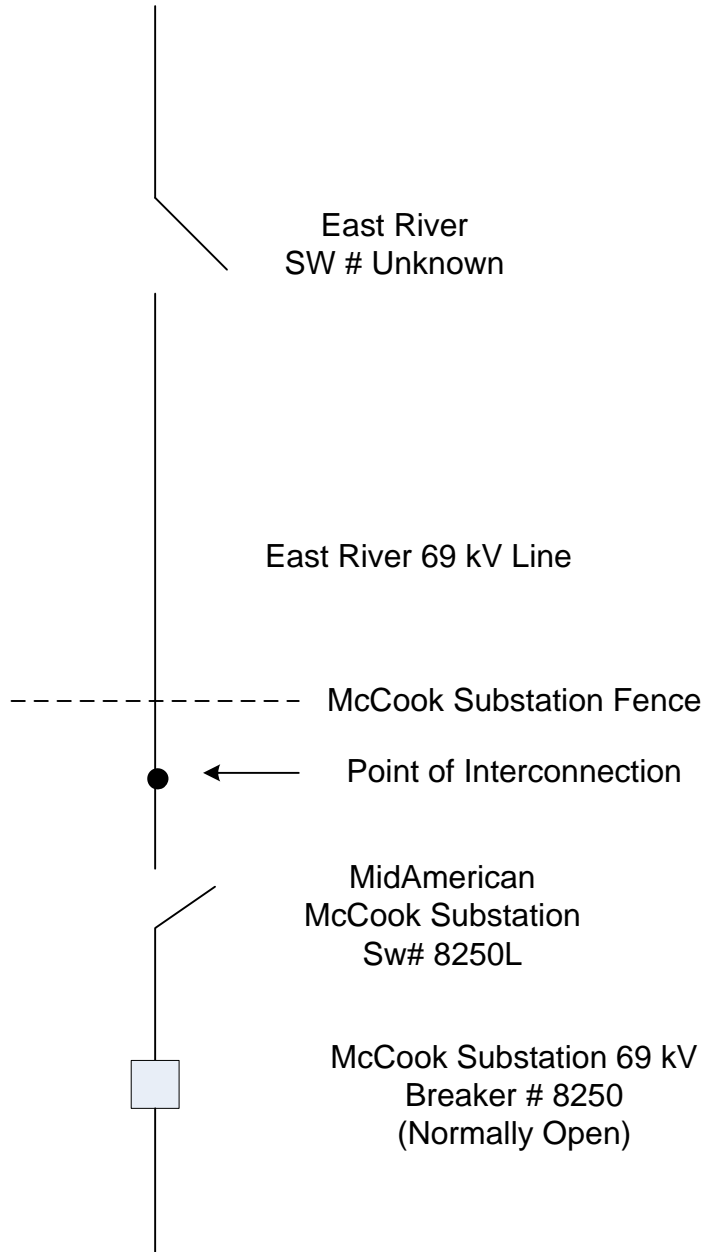 East River
SW # Unknown
East River 69 kV Line
McCook Substation Fence
Point of Interconnection
MidAmerican
McCook Substation
Sw# 8250L
McCook Substation 69 kV
Breaker # 8250
(Normally Open)